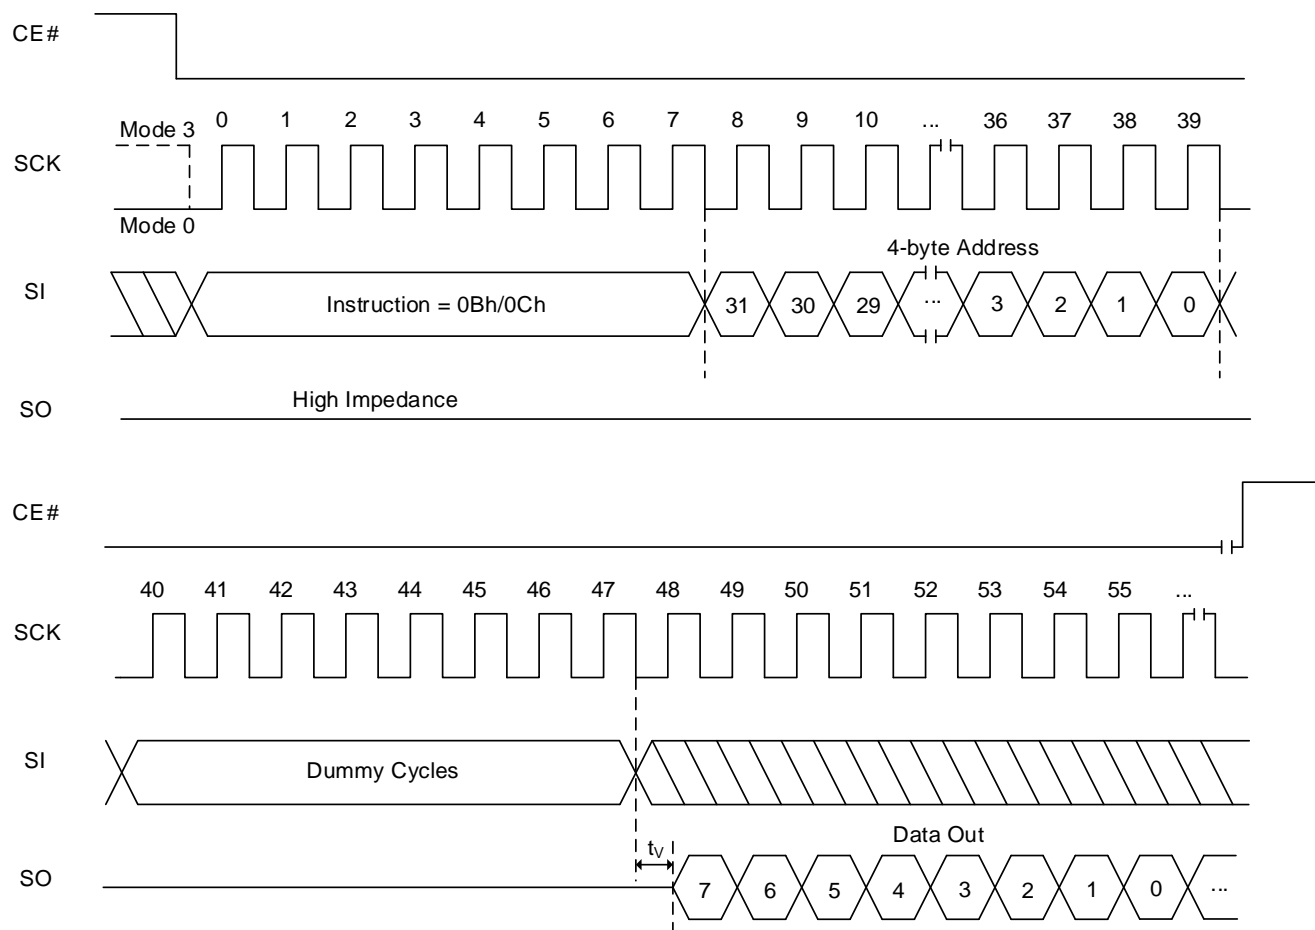 CE#
Mode 3 0 1 2 3 4 5 6 7 8 9 10 ... 36 37 38 39
SCK
Mode 0
4-byte Address
SI Instruction = 0Bh/0Ch 31 30 29 ... 3 2 1 0
High Impedance
SO
CE#
40 41 42 43 44 45 46 47 48 49 50 51 52 53 54 55 ...
SCK
SI Dummy Cycles
Data Out
tV
SO 7 6 5 4 3 2 1 0 ...